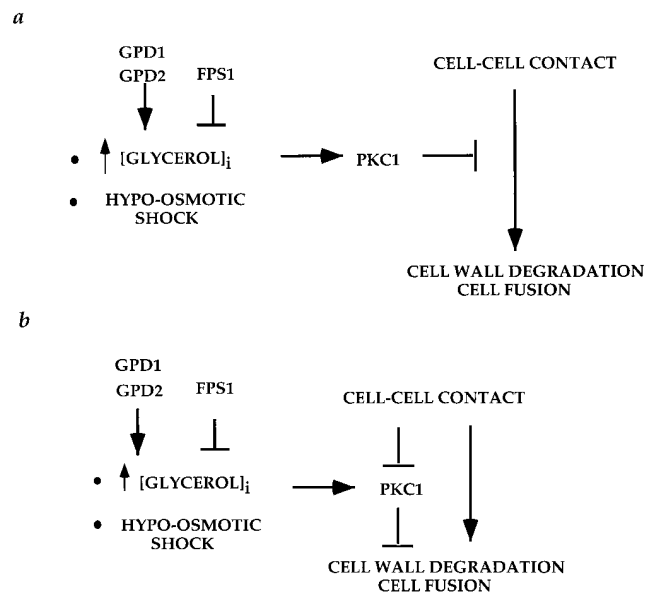 a
GPD1
GPD2 FPS1
CELL-CELL CONTACT
• [GLYCEROL]i
PKC1
• HYPO-OSMOTIC
SHOCK
CELL WALL DEGRADATION
CELL FUSION
b
GPD1
GPD2 FPS1
CELL-CELL CONTACT
• [GLYCEROL]i
PKC1
• HYPO-OSMOTIC
SHOCK
CELL WALL DEGRADATION
CELL FUSION